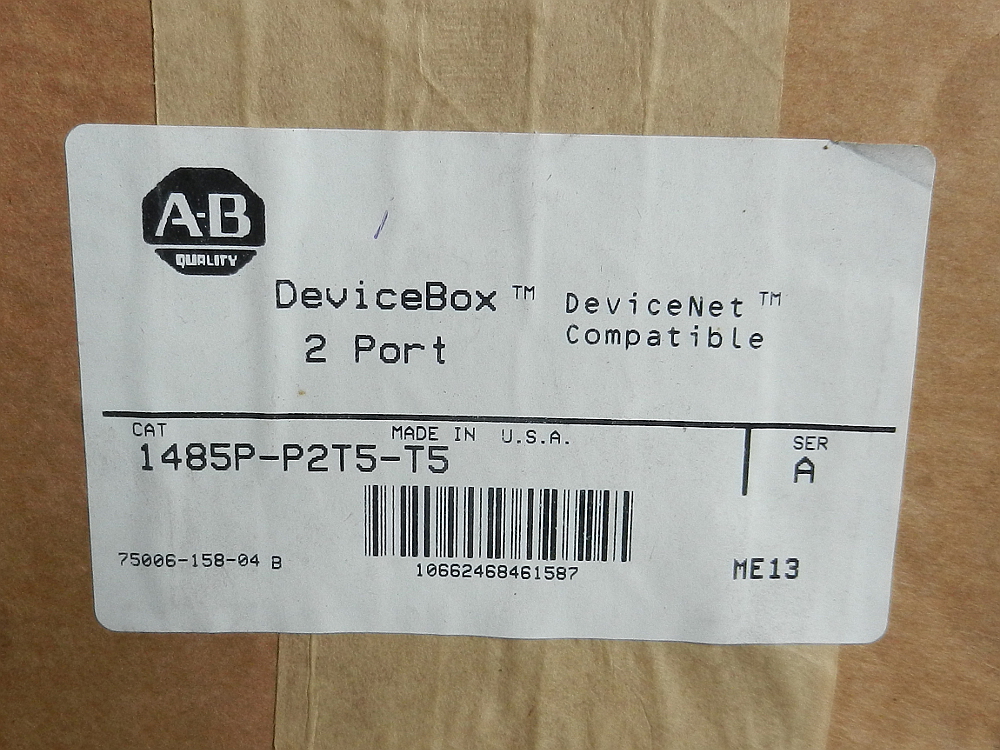 A-B
QUALITY
DeviceBox™ DeviceNet™
2 Port Compatible
CAT MADE IN U.S.A. SER
1485P-P2T5-T5 A
75006-158-04 B 10662468461587 ME13